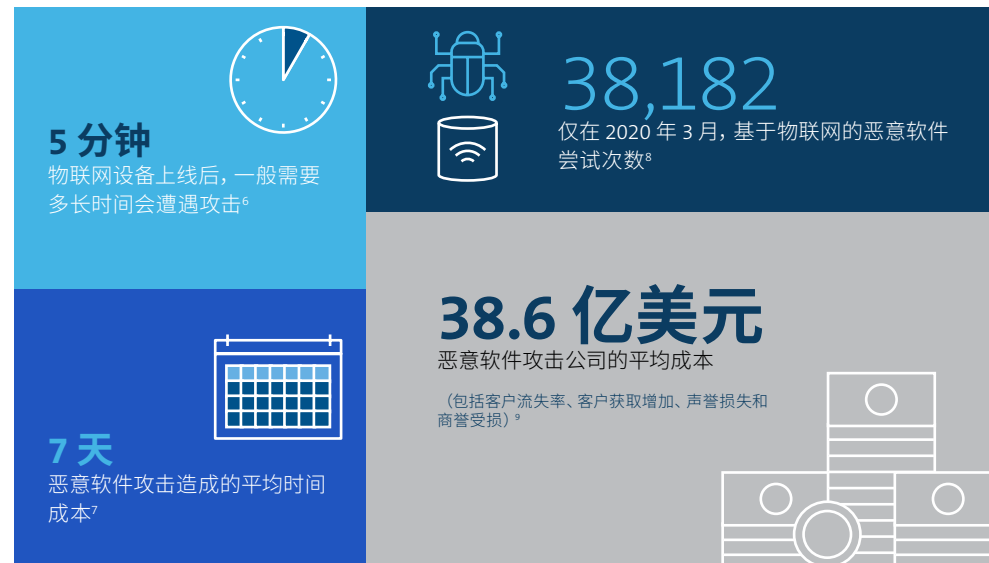 5 分钟
物联网设备上线后，一般需要
多长时间会遭遇攻击⁶
38,182
仅在 2020 年 3 月，基于物联网的恶意软件
尝试次数⁸
7 天
恶意软件攻击造成的平均时间
成本⁷
38.6 亿美元
恶意软件攻击公司的平均成本
（包括客户流失率、客户获取增加、声誉损失和
商誉受损）⁹